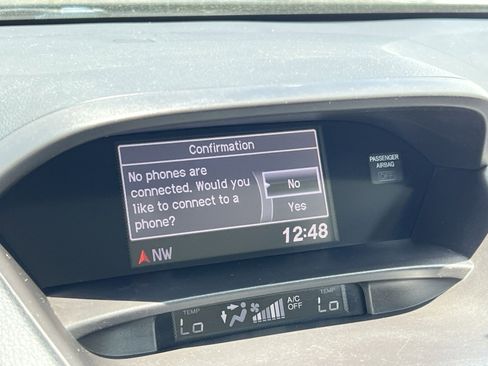 Confirmation
No phones are
connected. Would you
like to connect to a
phone?
No
Yes
NW
12:48
PASSENGER
AIRBAG
OFF
TEMP
Lo
A/C
OFF
TEMP
Lo